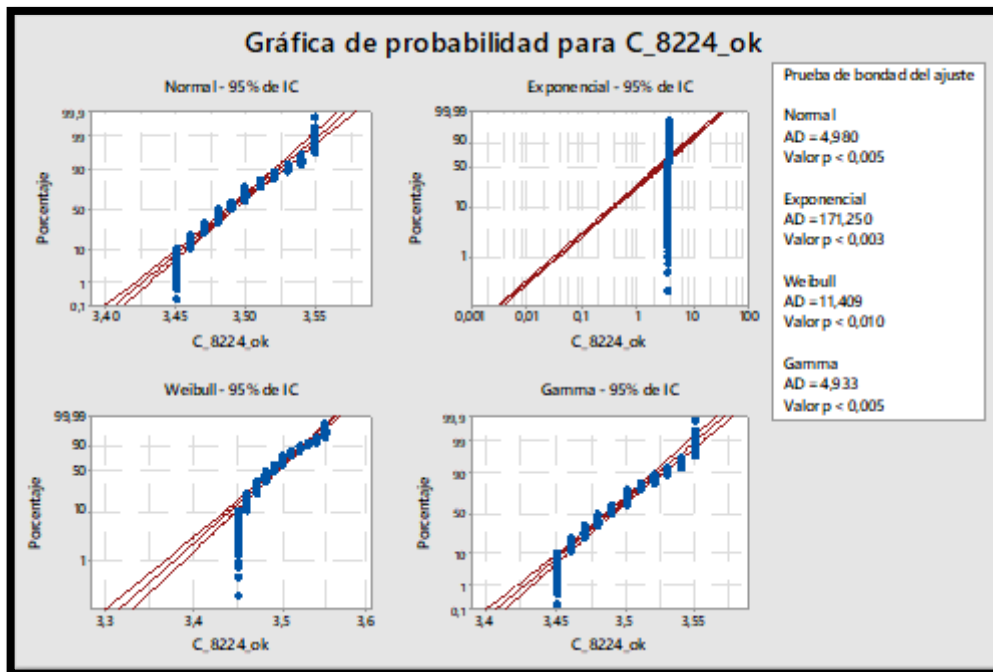 Gráfica de probabilidad para C_8224_ok
Normal - 95% de IC
99,9
99
90
50
10
1
0,1
Porcentaje
3,40
3,45
3,50
3,55
C_8224_ok
Exponencial - 95% de IC
99,99
90
50
10
1
Porcentaje
0,001
0,01
0,1
1
10
100
C_8224_ok
Weibull - 95% de IC
99,99
90
50
10
1
Porcentaje
3,3
3,4
3,5
3,6
C_8224_ok
Gamma - 95% de IC
99,9
99
90
50
10
1
0,1
Porcentaje
3,4
3,45
3,5
3,55
C_8224_ok
Prueba de bondad del ajuste
Normal
AD = 4,980
Valor p < 0,005
Exponencial
AD = 171,250
Valor p < 0,003
Weibull
AD = 11,409
Valor p < 0,010
Gamma
AD = 4,933
Valor p < 0,005